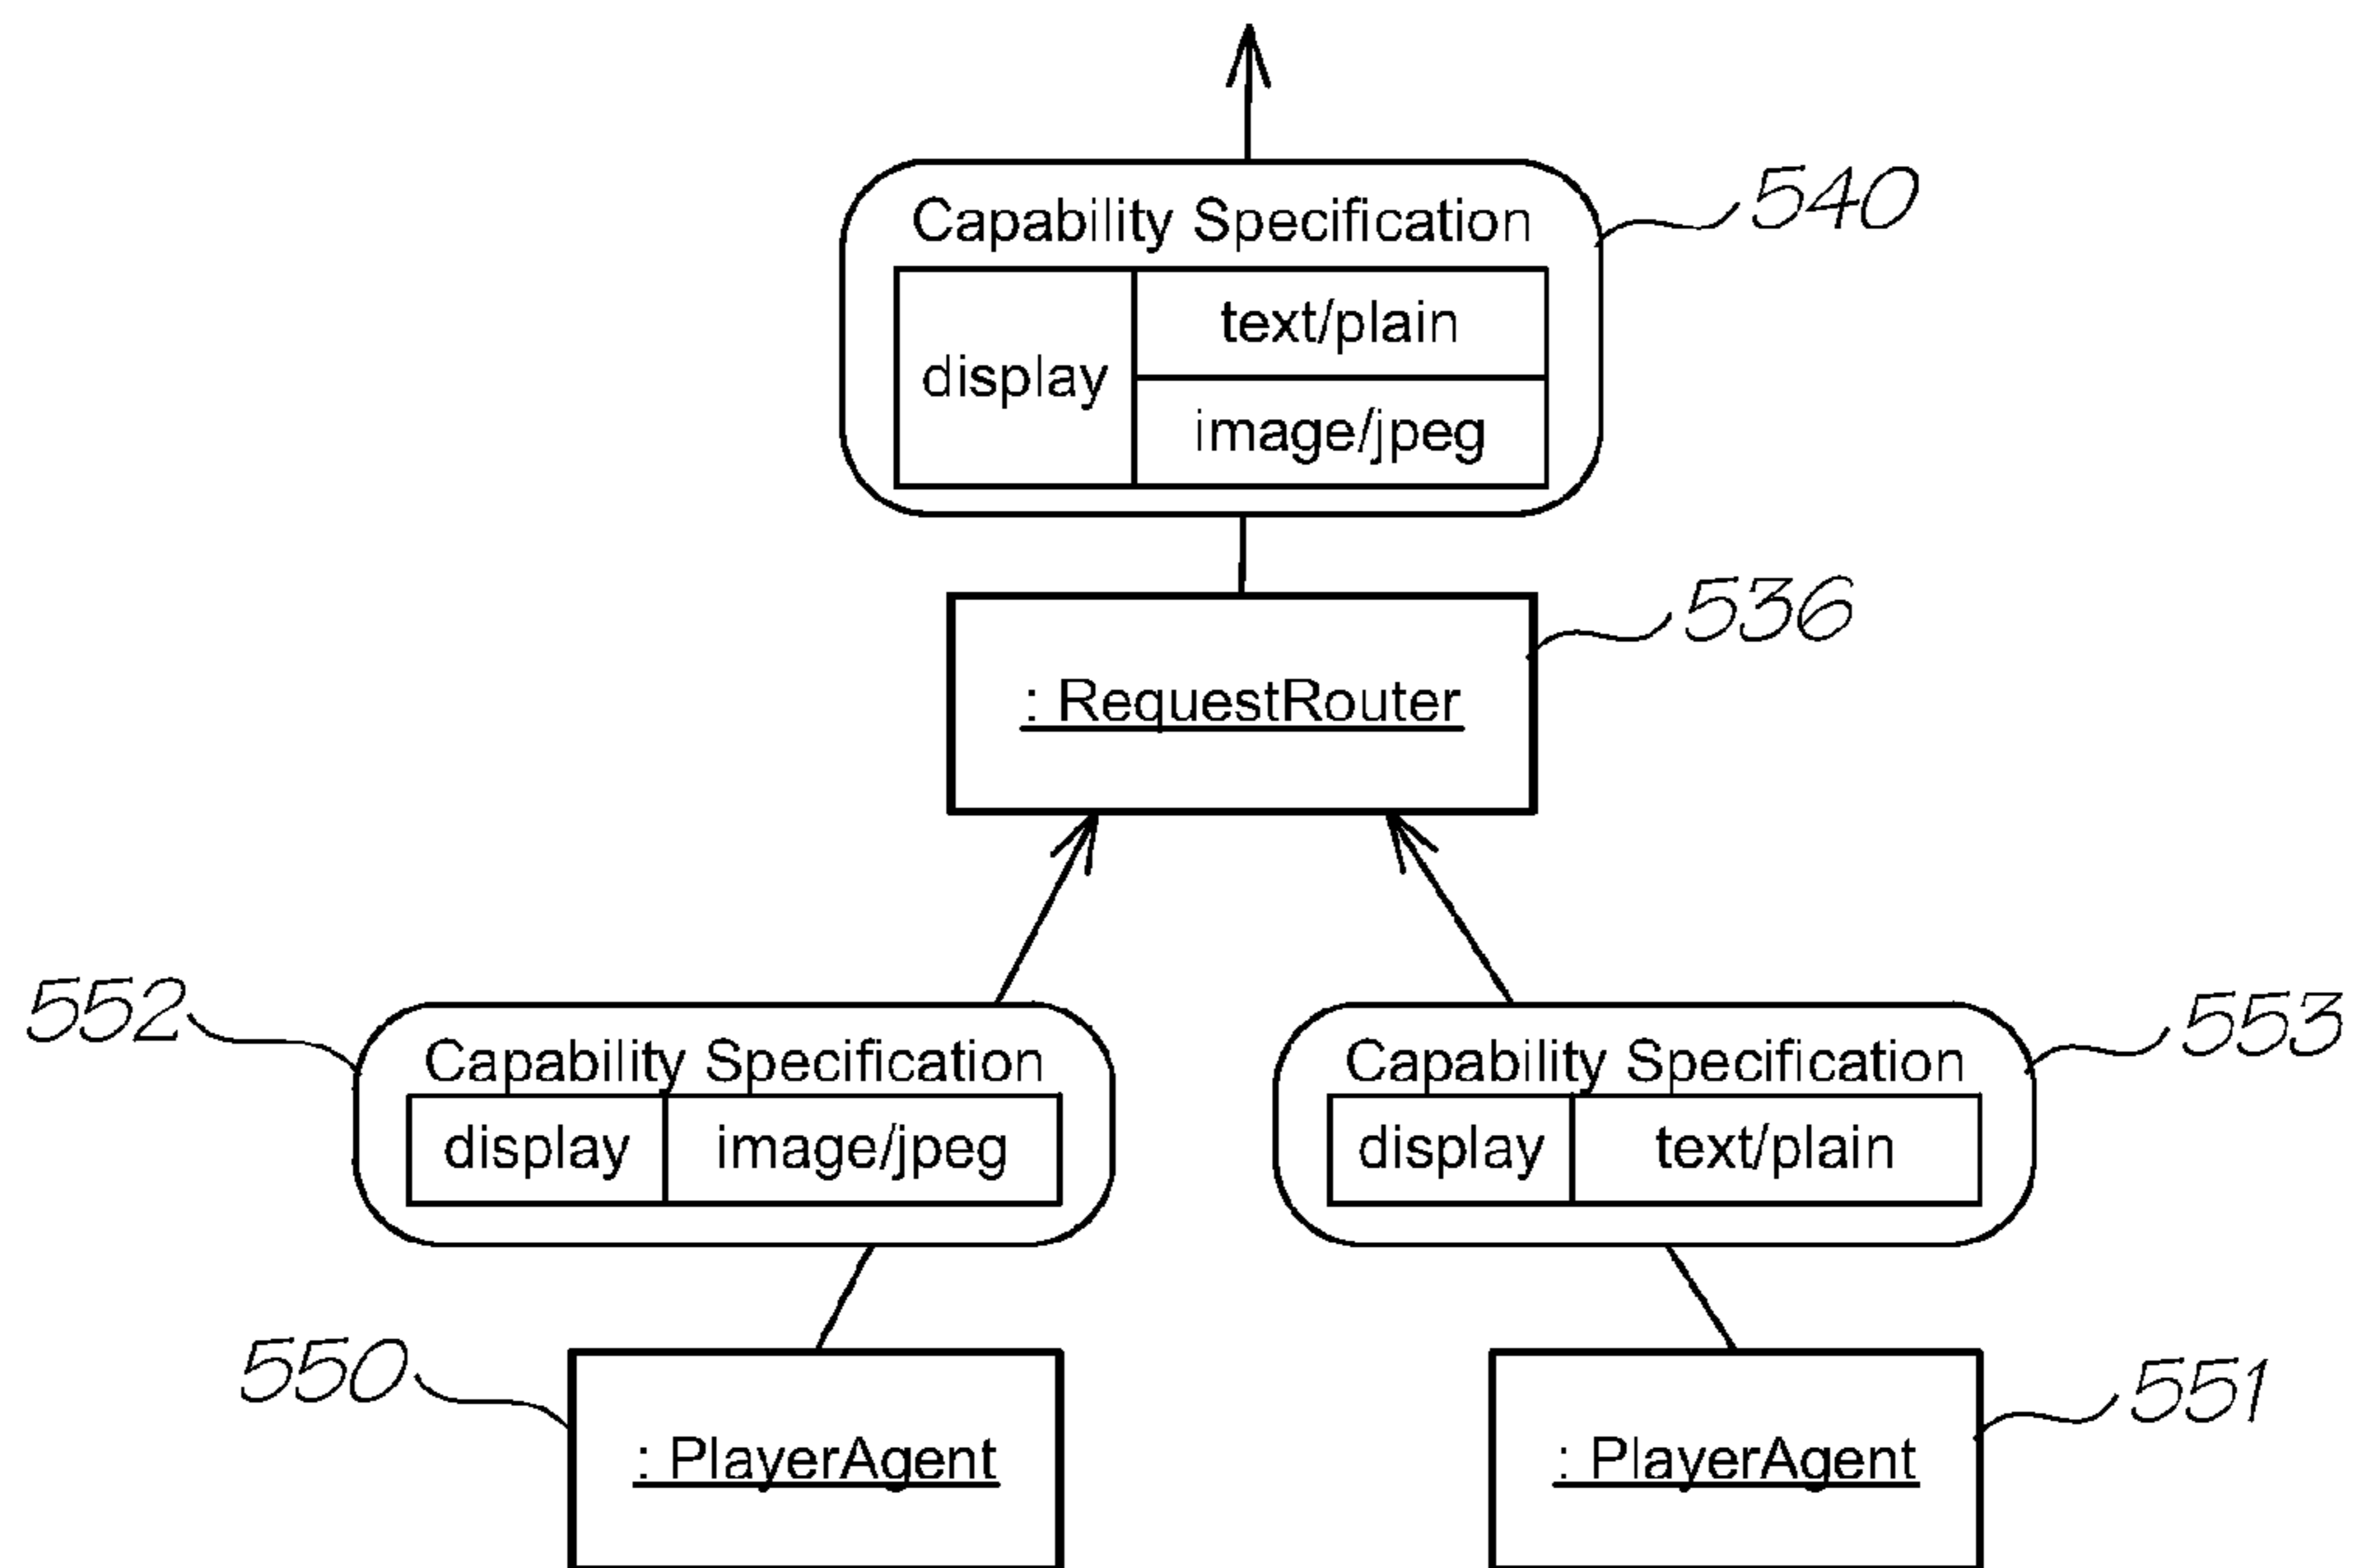 Capability Specification
540
text/plain
display
image/jpeg
536
: RequestRouter
552
553
Capability Specification
Capability Specification
display image/jpeg
display text/plain
550
551
: PlayerAgent
: PlayerAgent